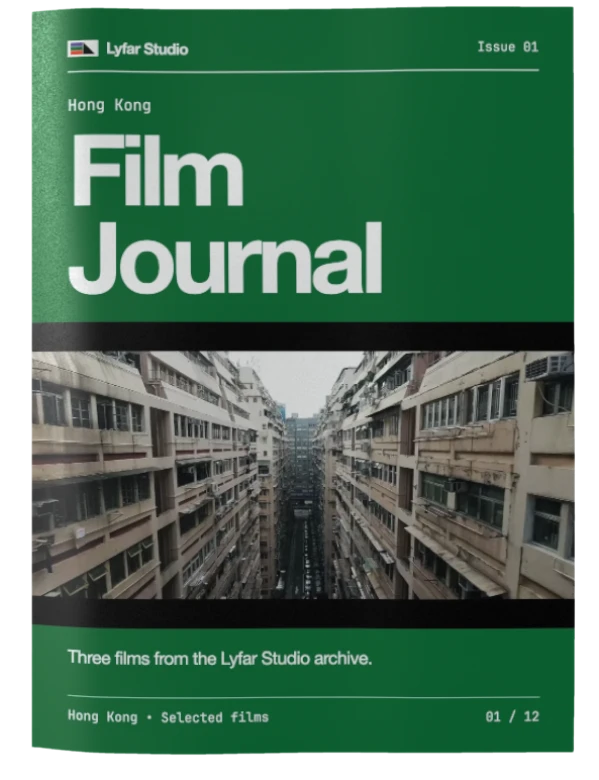 Lyfar Studio
Issue 01
Hong Kong
Film
Journal
Three films from the Lyfar Studio archive.
Hong Kong • Selected films
01 / 12